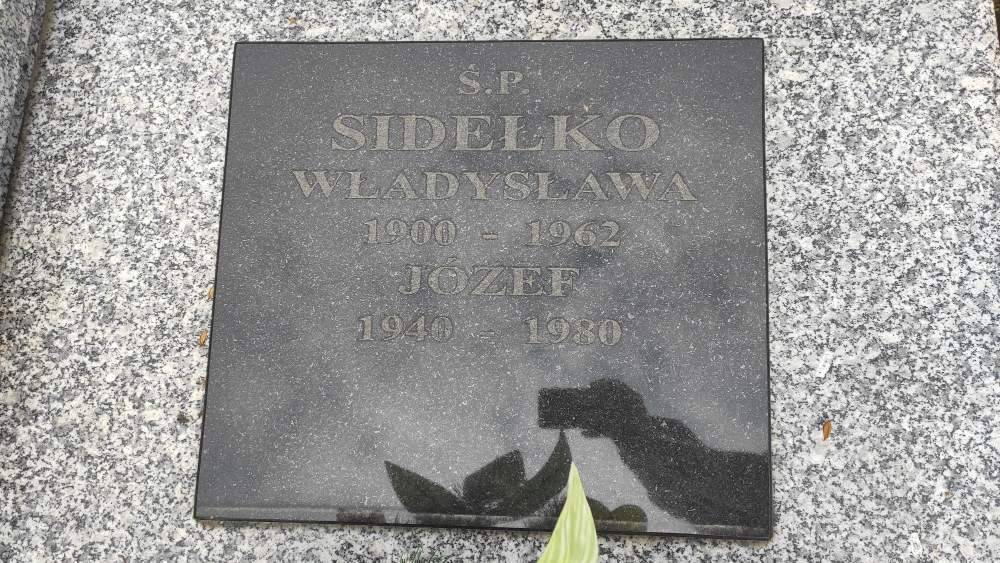 Ś.P.
SIDEŁKO
WŁADYSŁAWA
1900 - 1962
JÓZEF
1940 - 1980